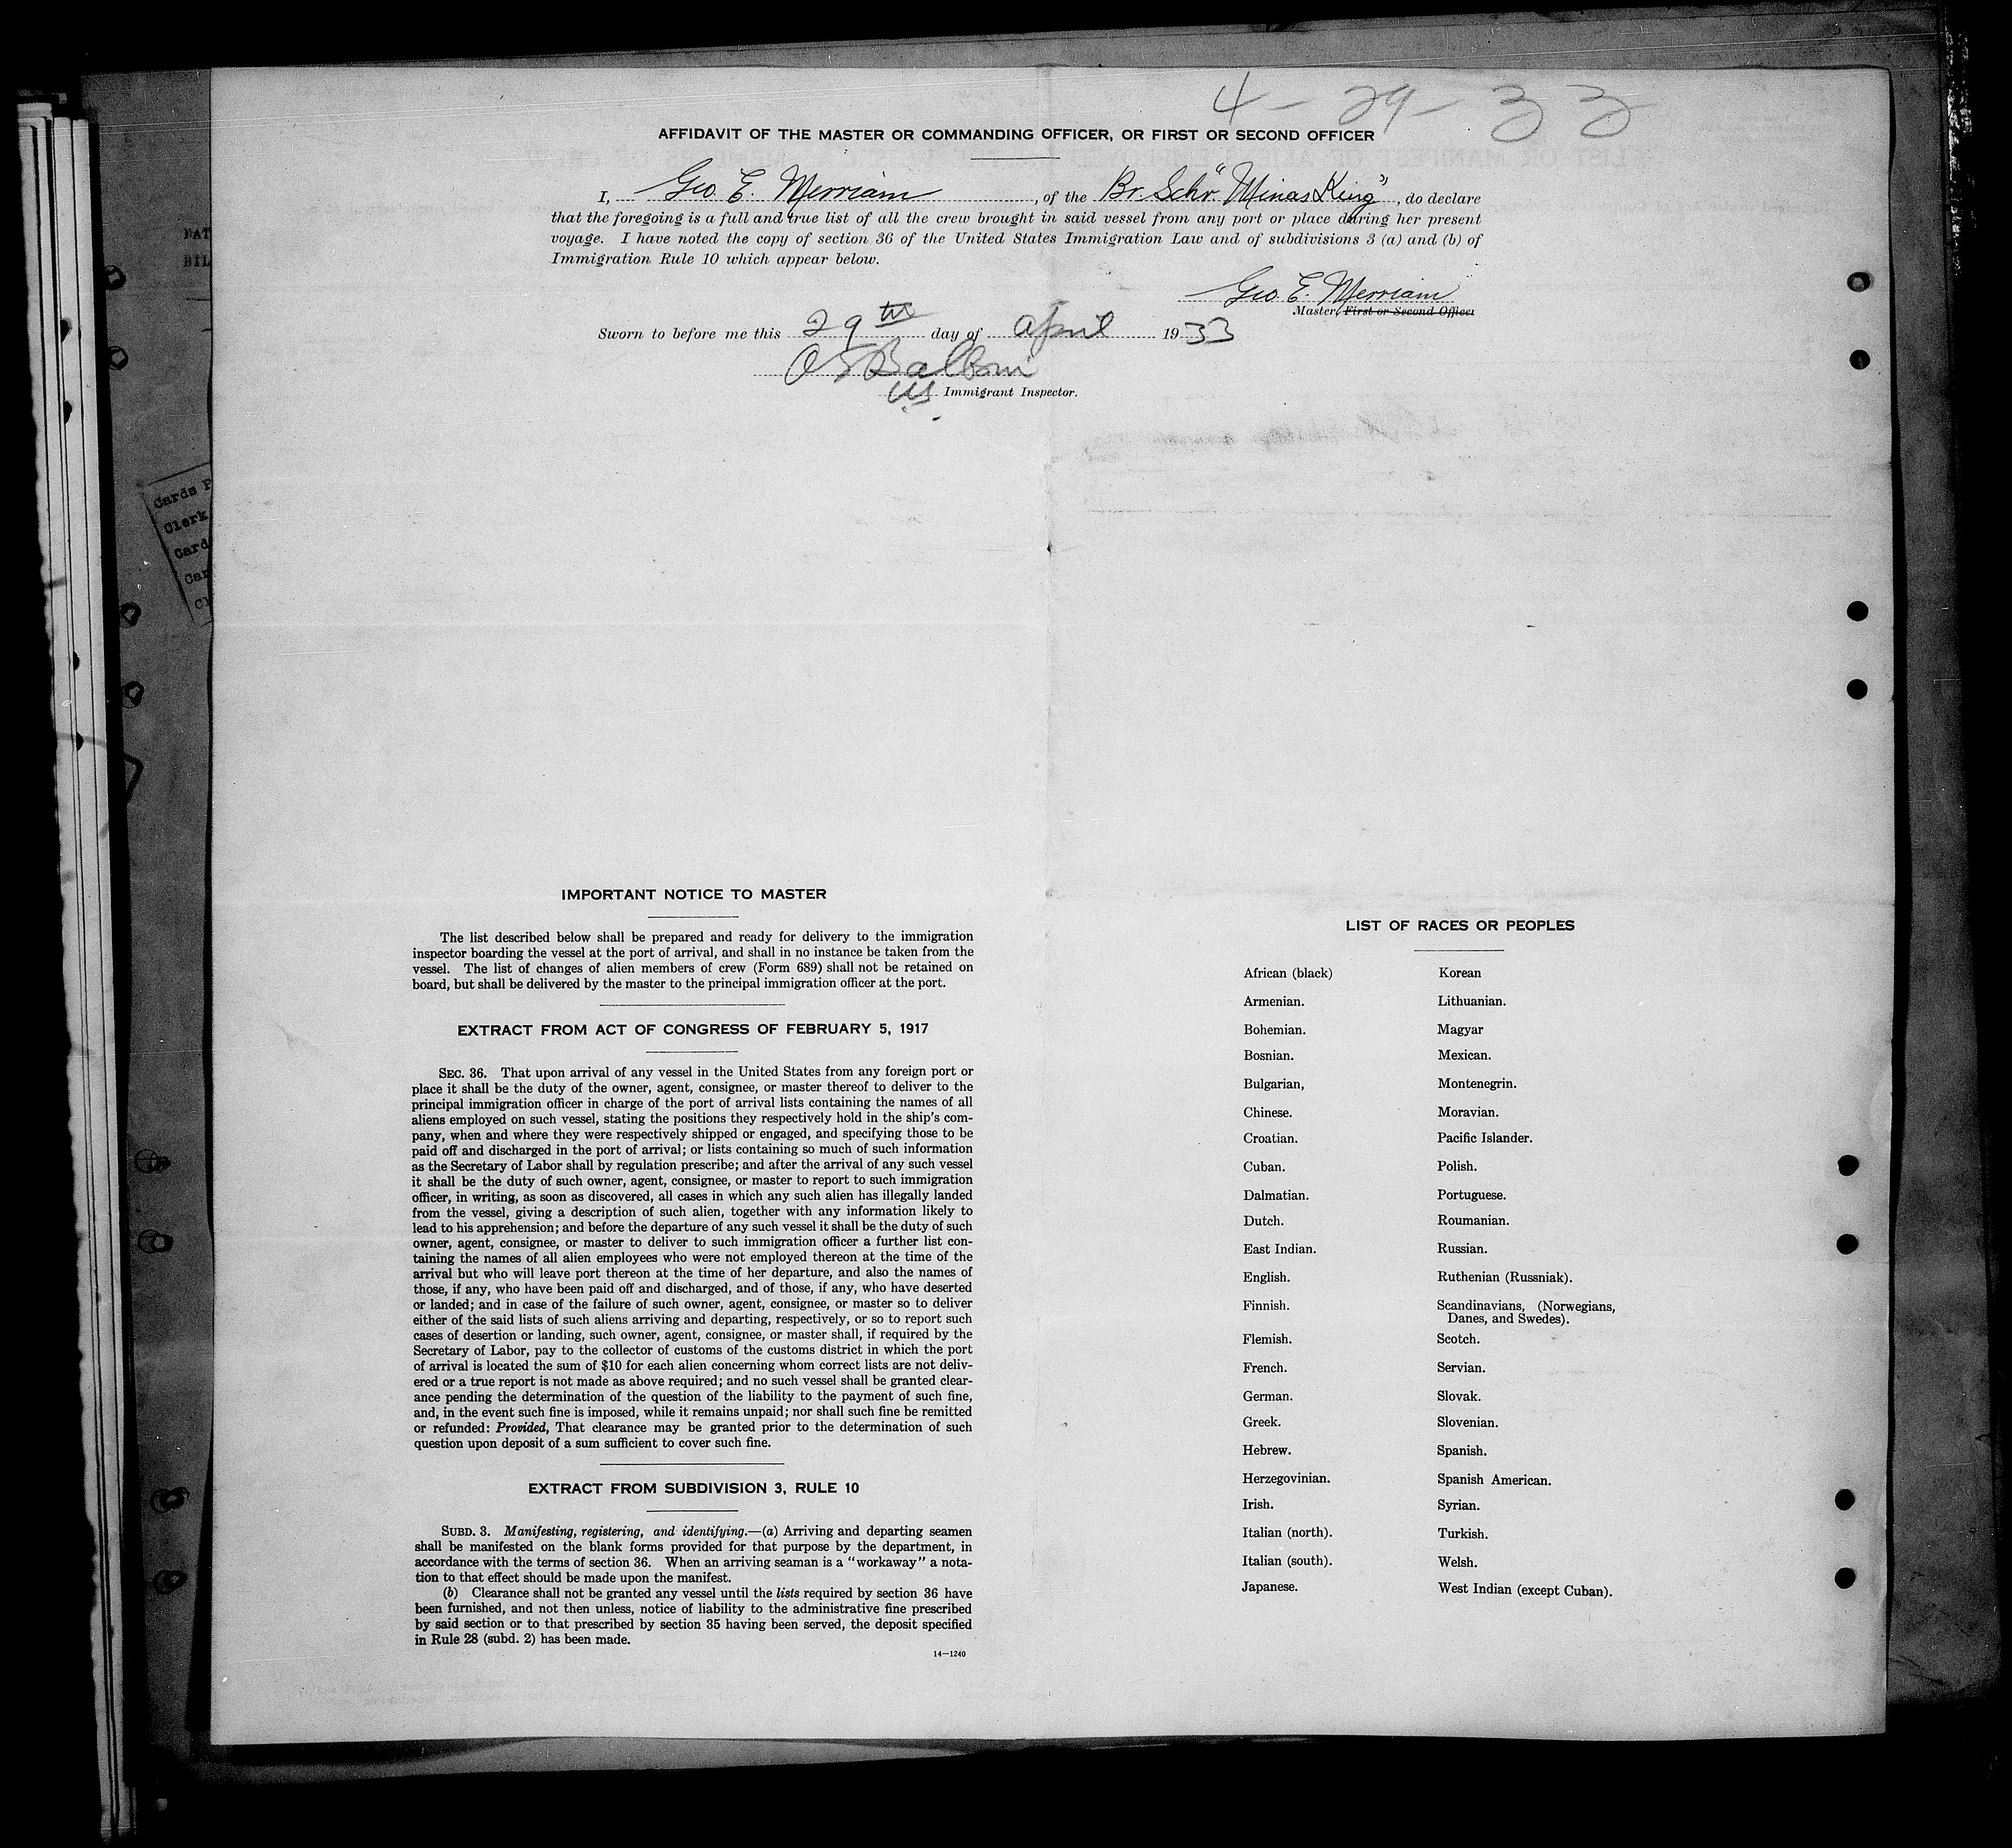 4-29-33
AFFIDAVIT OF THE MASTER OR COMMANDING OFFICER, OR FIRST OR SECOND OFFICER
I, Geo. E. Merriam, of the Br. Schr. "Minas King", do declare
that the foregoing is a full and true list of all the crew brought in said vessel from any port or place during her present
voyage. I have noted the copy of section 36 of the United States Immigration Law and of subdivisions 3 (a) and (b) of
Immigration Rule 10 which appear below.
Geo. E. Merriam
Master, First or Second Officer
Sworn to before me this 29th day of April 1933
US Immigrant Inspector.
Cards P
Clerk
Card
Car
Cl
NAT
BIL
IMPORTANT NOTICE TO MASTER
The list described below shall be prepared and ready for delivery to the immigration
inspector boarding the vessel at the port of arrival, and shall in no instance be taken from the
vessel. The list of changes of alien members of crew (Form 689) shall not be retained on
board, but shall be delivered by the master to the principal immigration officer at the port.
EXTRACT FROM ACT OF CONGRESS OF FEBRUARY 5, 1917
SEC. 36. That upon arrival of any vessel in the United States from any foreign port or
place it shall be the duty of the owner, agent, consignee, or master thereof to deliver to the
principal immigration officer in charge of the port of arrival lists containing the names of all
aliens employed on such vessel, stating the positions they respectively hold in the ship's com-
pany, when and where they were respectively shipped or engaged, and specifying those to be
paid off and discharged in the port of arrival; or lists containing so much of such information
as the Secretary of Labor shall by regulation prescribe; and after the arrival of any such vessel
it shall be the duty of such owner, agent, consignee, or master to report to such immigration
officer, in writing, as soon as discovered, all cases in which any such alien has illegally landed
from the vessel, giving a description of such alien, together with any information likely to
lead to his apprehension; and before the departure of any such vessel it shall be the duty of such
owner, agent, consignee, or master to deliver to such immigration officer a further list con-
taining the names of all alien employees who were not employed thereon at the time of the
arrival but who will leave port thereon at the time of her departure, and also the names of
those, if any, who have been paid off and discharged, and of those, if any, who have deserted
or landed; and in case of the failure of such owner, agent, consignee, or master so to deliver
either of the said lists of such aliens arriving and departing, respectively, or so to report such
cases of desertion or landing, such owner, agent, consignee, or master shall, if required by the
Secretary of Labor, pay to the collector of customs of the customs district in which the port
of arrival is located the sum of $10 for each alien concerning whom correct lists are not deliv-
ered or a true report is not made as above required; and no such vessel shall be granted clear-
ance pending the determination of the question of the liability to the payment of such fine,
and, in the event such fine is imposed, while it remains unpaid; nor shall such fine be remitted
or refunded: Provided, That clearance may be granted prior to the determination of such
question upon deposit of a sum sufficient to cover such fine.
EXTRACT FROM SUBDIVISION 3, RULE 10
SUBD. 3. Manifesting, registering, and identifying.—(a) Arriving and departing seamen
shall be manifested on the blank forms provided for that purpose by the department, in
accordance with the terms of section 36. When an arriving seaman is a "workaway" a nota-
tion to that effect should be made upon the manifest.
(b) Clearance shall not be granted any vessel until the lists required by section 36 have
been furnished, and not then unless, notice of liability to the administrative fine prescribed
by said section or to that prescribed by section 35 having been served, the deposit specified
in Rule 28 (subd. 2) has been made.
14—1240
LIST OF RACES OR PEOPLES
African (black)
Armenian.
Bohemian.
Bosnian.
Bulgarian,
Chinese.
Croatian.
Cuban.
Dalmatian.
Dutch.
East Indian.
English.
Finnish.
Flemish.
French.
German.
Greek.
Hebrew.
Herzegovinian.
Irish.
Italian (north).
Italian (south).
Japanese.
Korean
Lithuanian.
Magyar
Mexican.
Montenegrin.
Moravian.
Pacific Islander.
Polish.
Portuguese.
Roumanian.
Russian.
Ruthenian (Russniak).
Scandinavians, (Norwegians,
Danes, and Swedes).
Scotch.
Servian.
Slovak.
Slovenian.
Spanish.
Spanish American.
Syrian.
Turkish.
Welsh.
West Indian (except Cuban).